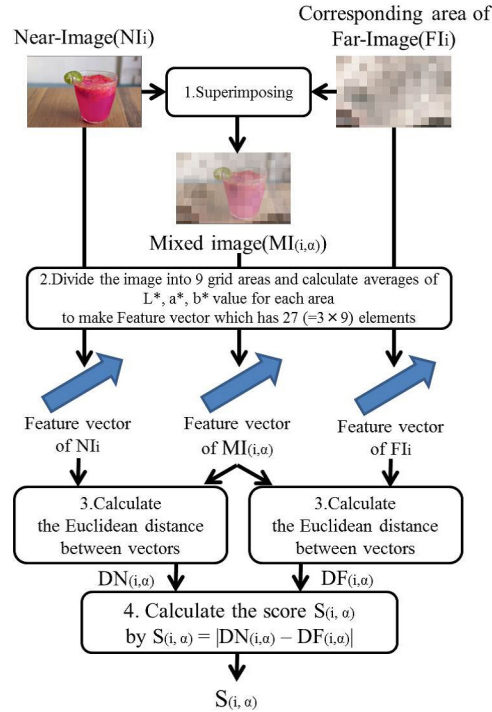 Near-Image(NIi)
Corresponding area of
Far-Image(FIi)
1.Superimposing
Mixed image(MI(i,α))
2.Divide the image into 9 grid areas and calculate averages of
L*, a*, b* value for each area
to make Feature vector which has 27 (=3×9) elements
Feature vector
of NIi
Feature vector
of MI(i,α)
Feature vector
of FIi
3.Calculate
the Euclidean distance
between vectors
3.Calculate
the Euclidean distance
between vectors
DN(i,α)
DF(i,α)
4. Calculate the score S(i, α)
by S(i, α) = |DN(i,α) − DF(i,α)|
S(i, α)